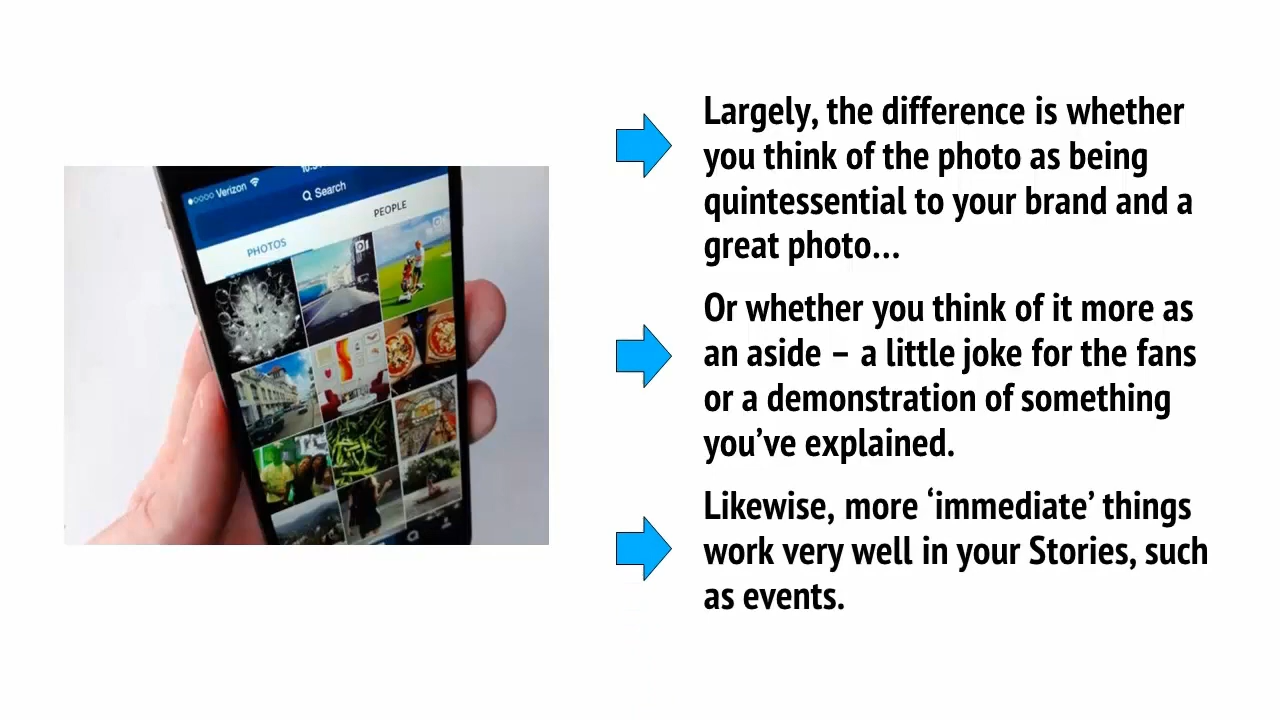 Verizon
Search
PEOPLE
PHOTOS
Largely, the difference is whether
you think of the photo as being
quintessential to your brand and a
great photo...
Or whether you think of it more as
an aside – a little joke for the fans
or a demonstration of something
you’ve explained.
Likewise, more ‘immediate’ things
work very well in your Stories, such
as events.